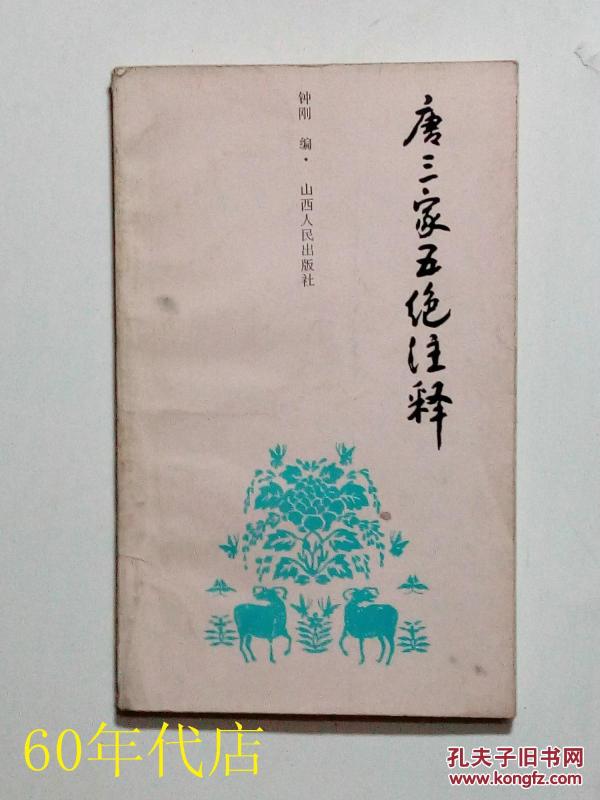 唐三家五绝注释
钟刚 编·山西人民出版社
60年代店
孔夫子旧书网
www.kongfz.com